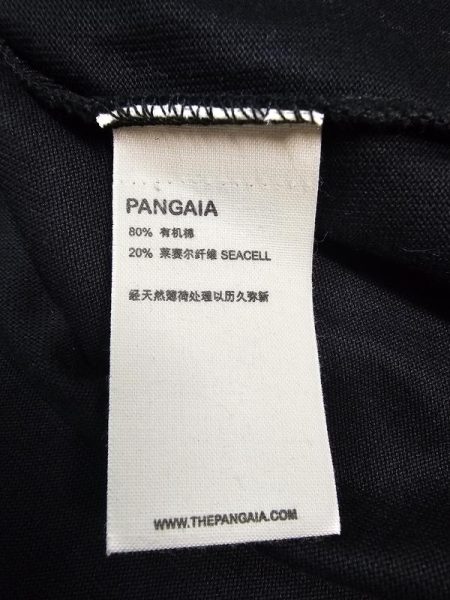 PANGAIA
80% 有机棉
20% 莱赛尔纤维 SEACELL
经天然薄荷处理以历久弥新
WWW.THEPANGAIA.COM